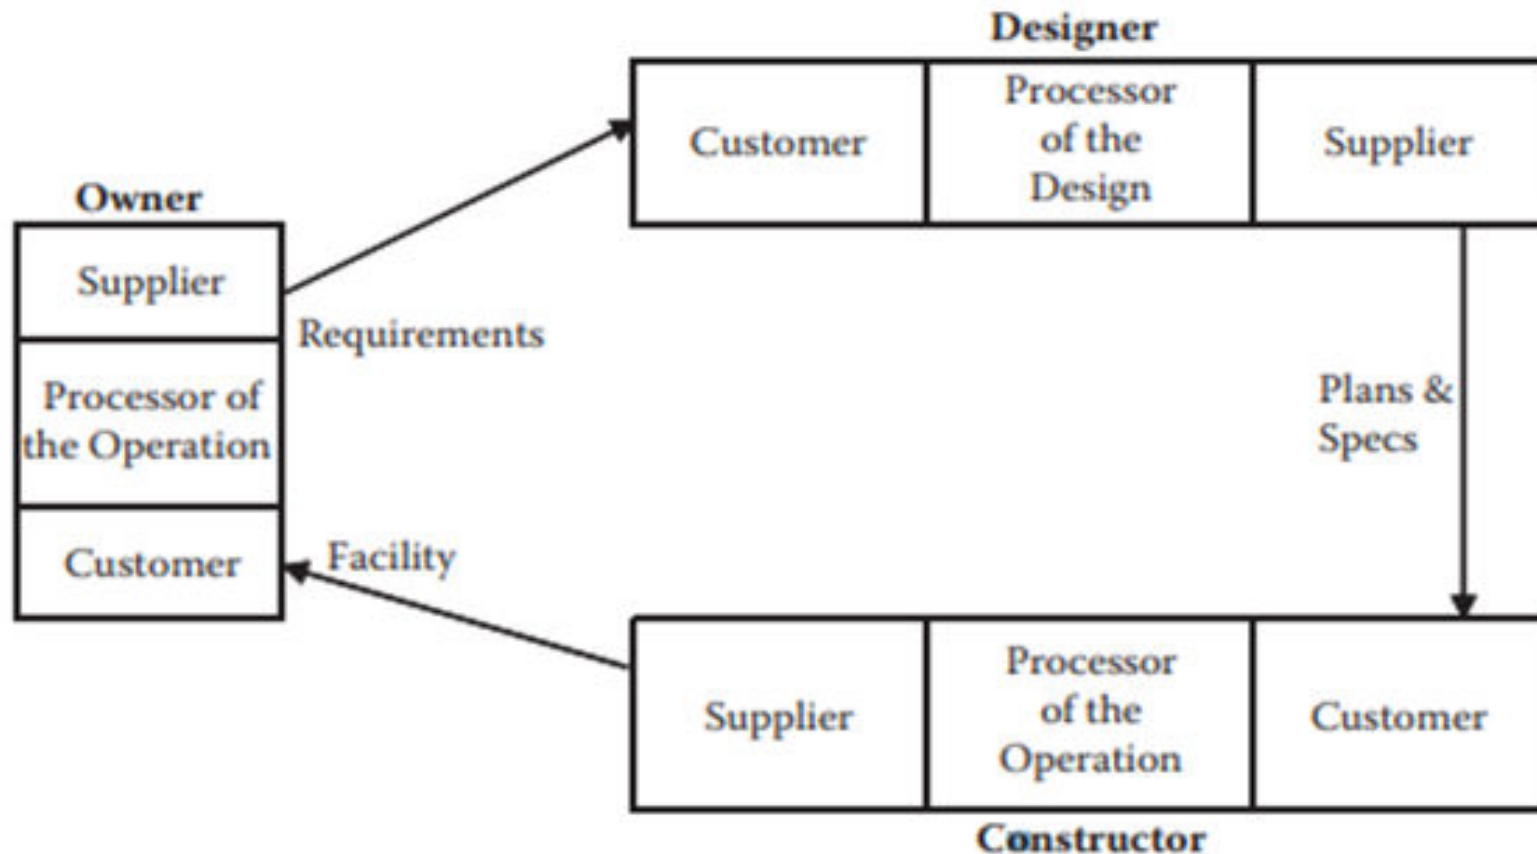 Designer
Customer
Processor
of the
Design
Supplier
Owner
Supplier
Processor of
the Operation
Customer
Requirements
Plans &
Specs
Facility
Supplier
Processor
of the
Operation
Customer
Constructor